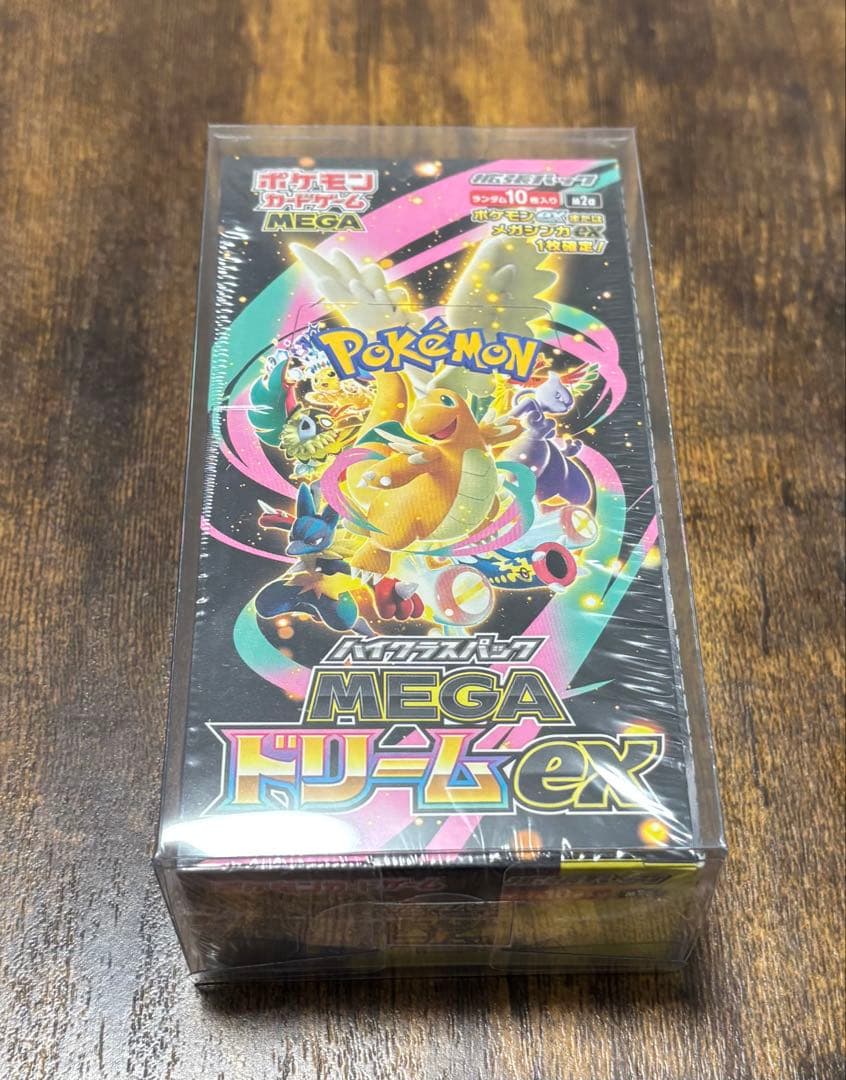 ポケモン
カードゲーム
MEGA
拡張パック
ランダム10枚入り
m2a
ポケモンexまたは
メガシンカex
1枚確定！
POKÉMON
ハイクラスパック
MEGA
ドリームex